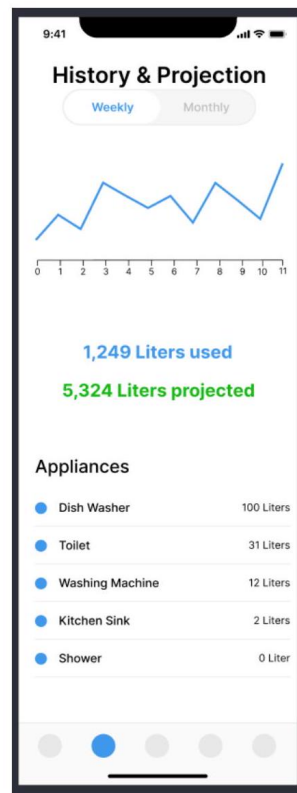 9:41
History & Projection
Weekly Monthly
0 1 2 3 4 5 6 7 8 9 10 11
1,249 Liters used
5,324 Liters projected
Appliances
Dish Washer 100 Liters
Toilet 31 Liters
Washing Machine 12 Liters
Kitchen Sink 2 Liters
Shower 0 Liter